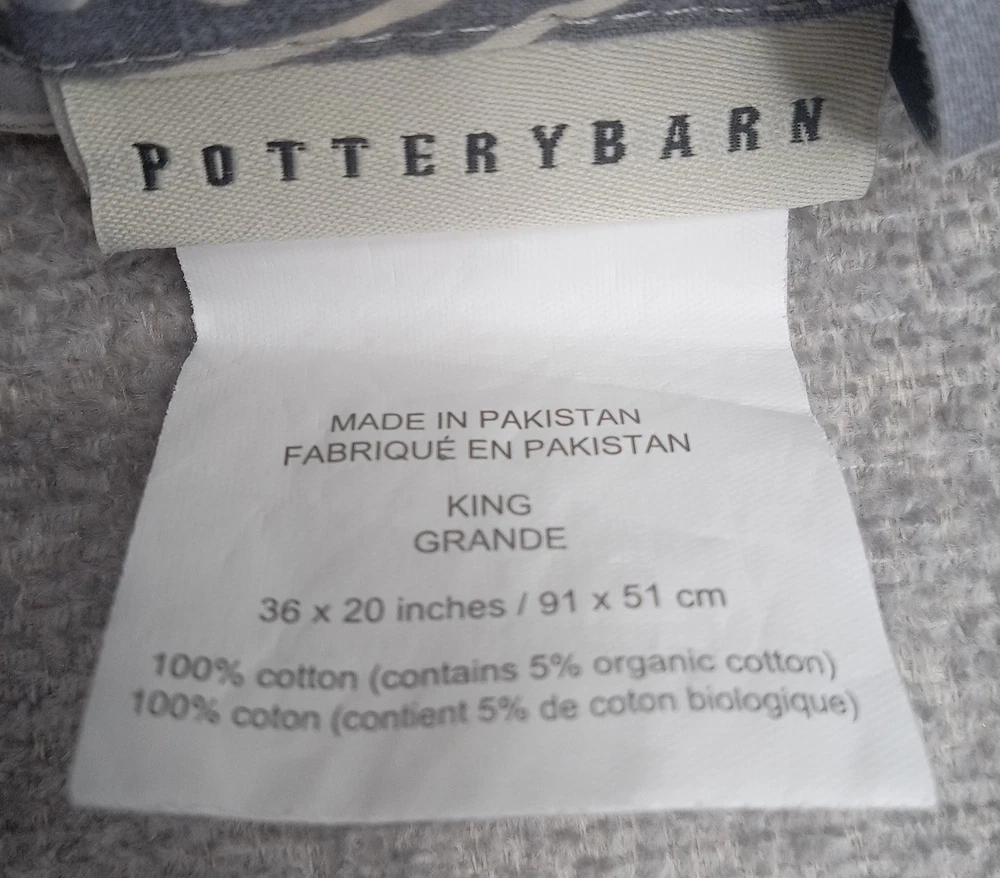 POTTERYBARN
MADE IN PAKISTAN
FABRIQUÉ EN PAKISTAN
KING
GRANDE
36 x 20 inches / 91 x 51 cm
100% cotton (contains 5% organic cotton)
100% coton (contient 5% de coton biologique)